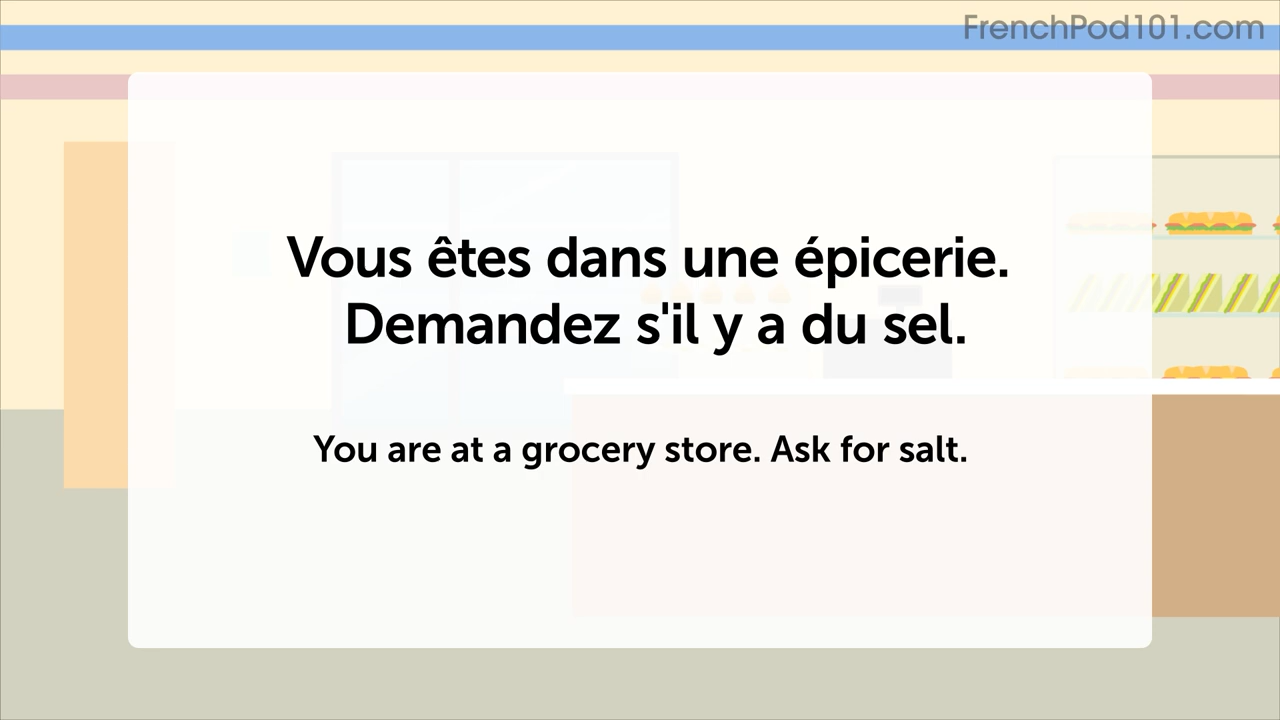 FrenchPod101.com
Vous êtes dans une épicerie.
Demandez s'il y a du sel.
You are at a grocery store. Ask for salt.